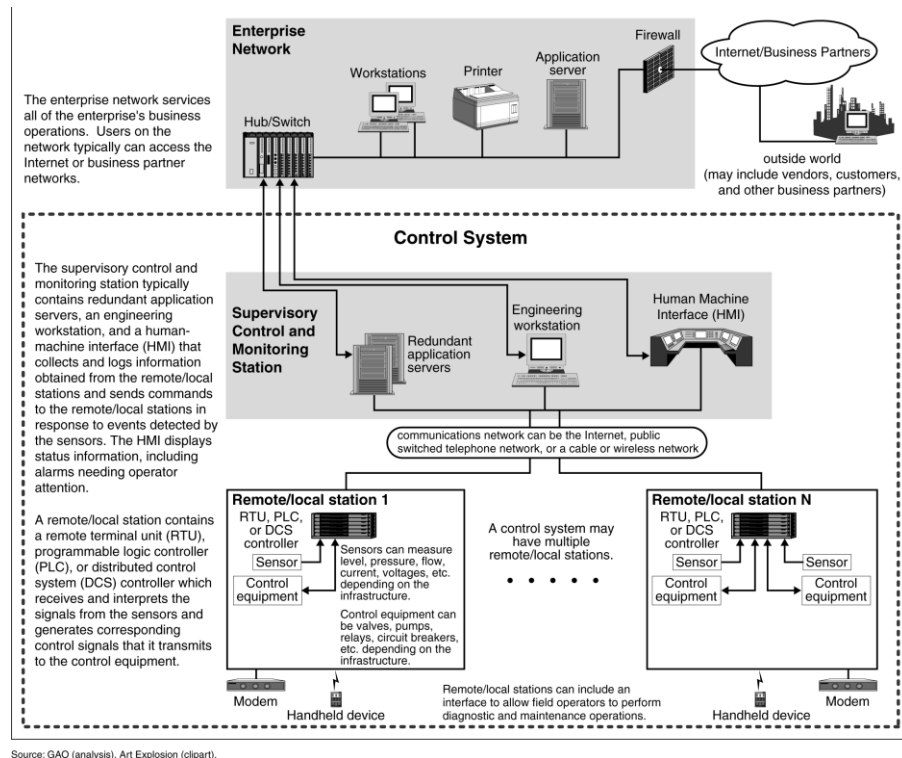 Enterprise
Network
Firewall
Internet/Business Partners
Application
server
Printer
Workstations
Hub/Switch
The enterprise network services
all of the enterprise's business
operations. Users on the
network typically can access the
Internet or business partner
networks.
outside world
(may include vendors, customers,
and other business partners)
Control System
The supervisory control and
monitoring station typically
contains redundant application
servers, an engineering
workstation, and a human-
machine interface (HMI) that
collects and logs information
obtained from the remote/local
stations and sends commands
to the remote/local stations in
response to events detected by
the sensors. The HMI displays
status information, including
alarms needing operator
attention.
A remote/local station contains
a remote terminal unit (RTU),
programmable logic controller
(PLC), or distributed control
system (DCS) controller which
receives and interprets the
signals from the sensors and
generates corresponding
control signals that it transmits
to the control equipment.
Supervisory
Control and
Monitoring
Station
Redundant
application
servers
Engineering
workstation
Human Machine
Interface (HMI)
communications network can be the Internet, public
switched telephone network, or a cable or wireless network
Remote/local station 1
RTU, PLC,
or DCS
controller
Sensor
Control
equipment
Sensors can measure
level, pressure, flow,
current, voltages, etc.
depending on the
infrastructure.
Control equipment can
be valves, pumps,
relays, circuit breakers,
etc. depending on the
infrastructure.
Modem
Handheld device
A control system may
have multiple
remote/local stations.
Remote/local stations can include an
interface to allow field operators to perform
diagnostic and maintenance operations.
Remote/local station N
RTU, PLC,
or DCS
controller
Sensor
Sensor
Control
equipment
Control
equipment
Handheld device
Modem
Source: GAO (analysis), Art Explosion (clipart).